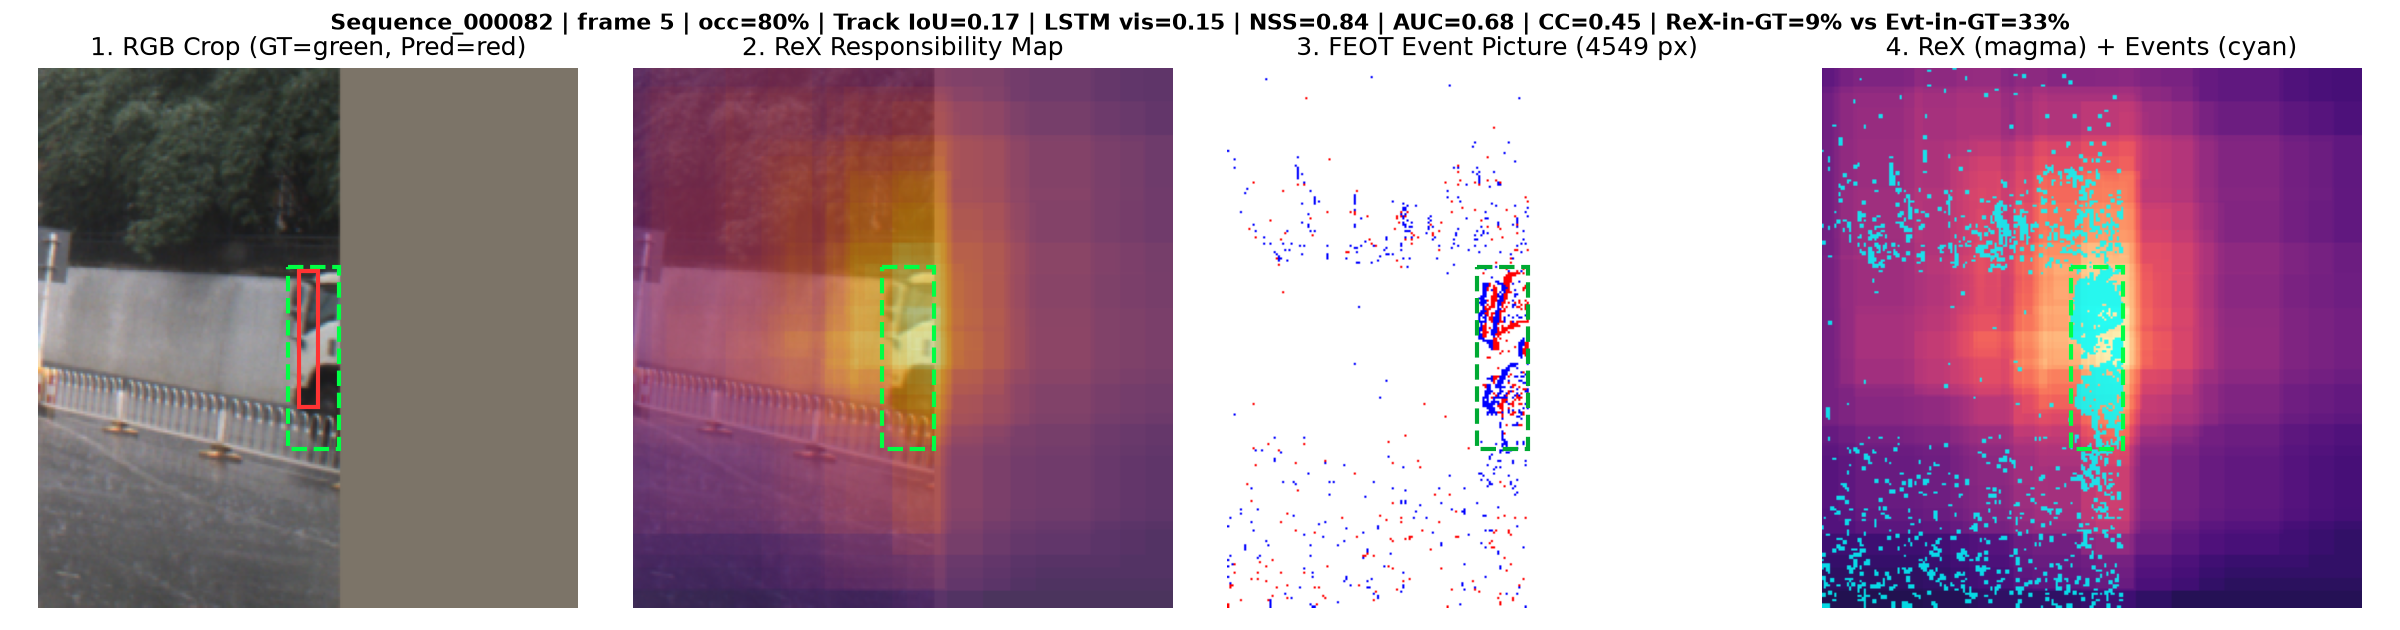 Sequence_000082 | frame 5 | occ=80% | Track IoU=0.17 | LSTM vis=0.15 | NSS=0.84 | AUC=0.68 | CC=0.45 | ReX-in-GT=9% vs Evt-in-GT=33%
1. RGB Crop (GT=green, Pred=red)
2. ReX Responsibility Map
3. FEOT Event Picture (4549 px)
4. ReX (magma) + Events (cyan)